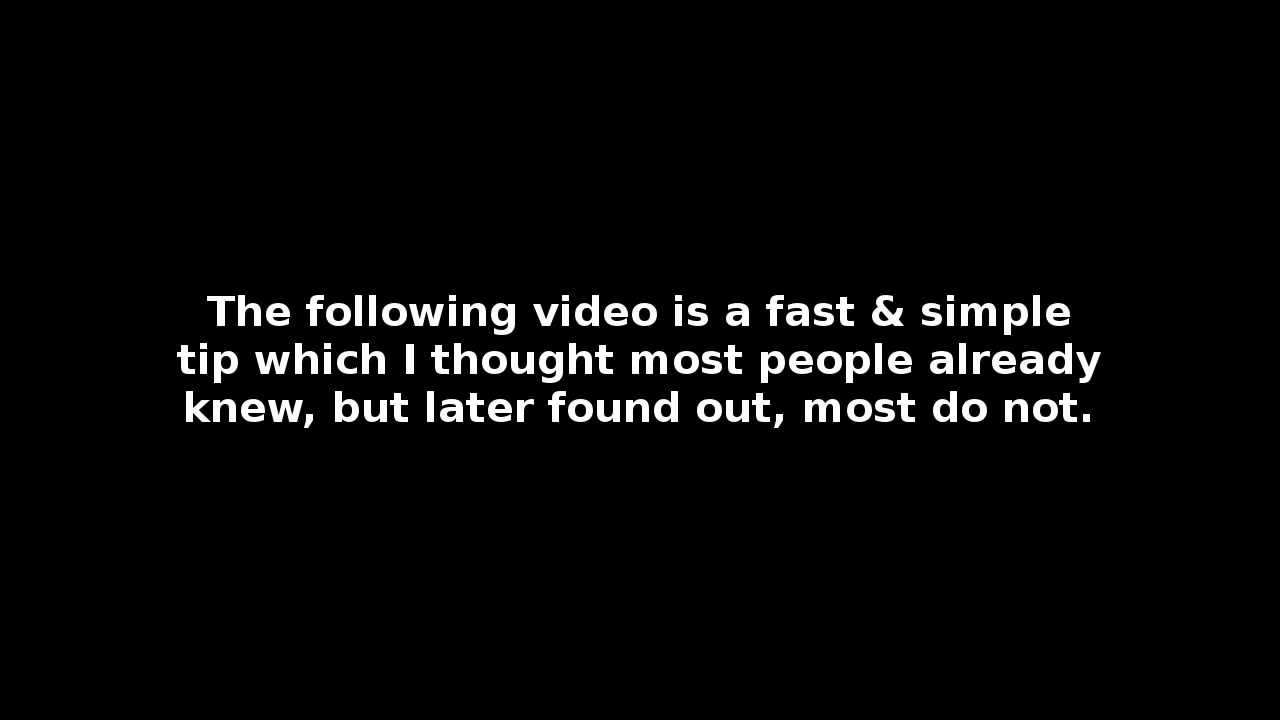 The following video is a fast & simple
tip which I thought most people already
knew, but later found out, most do not.